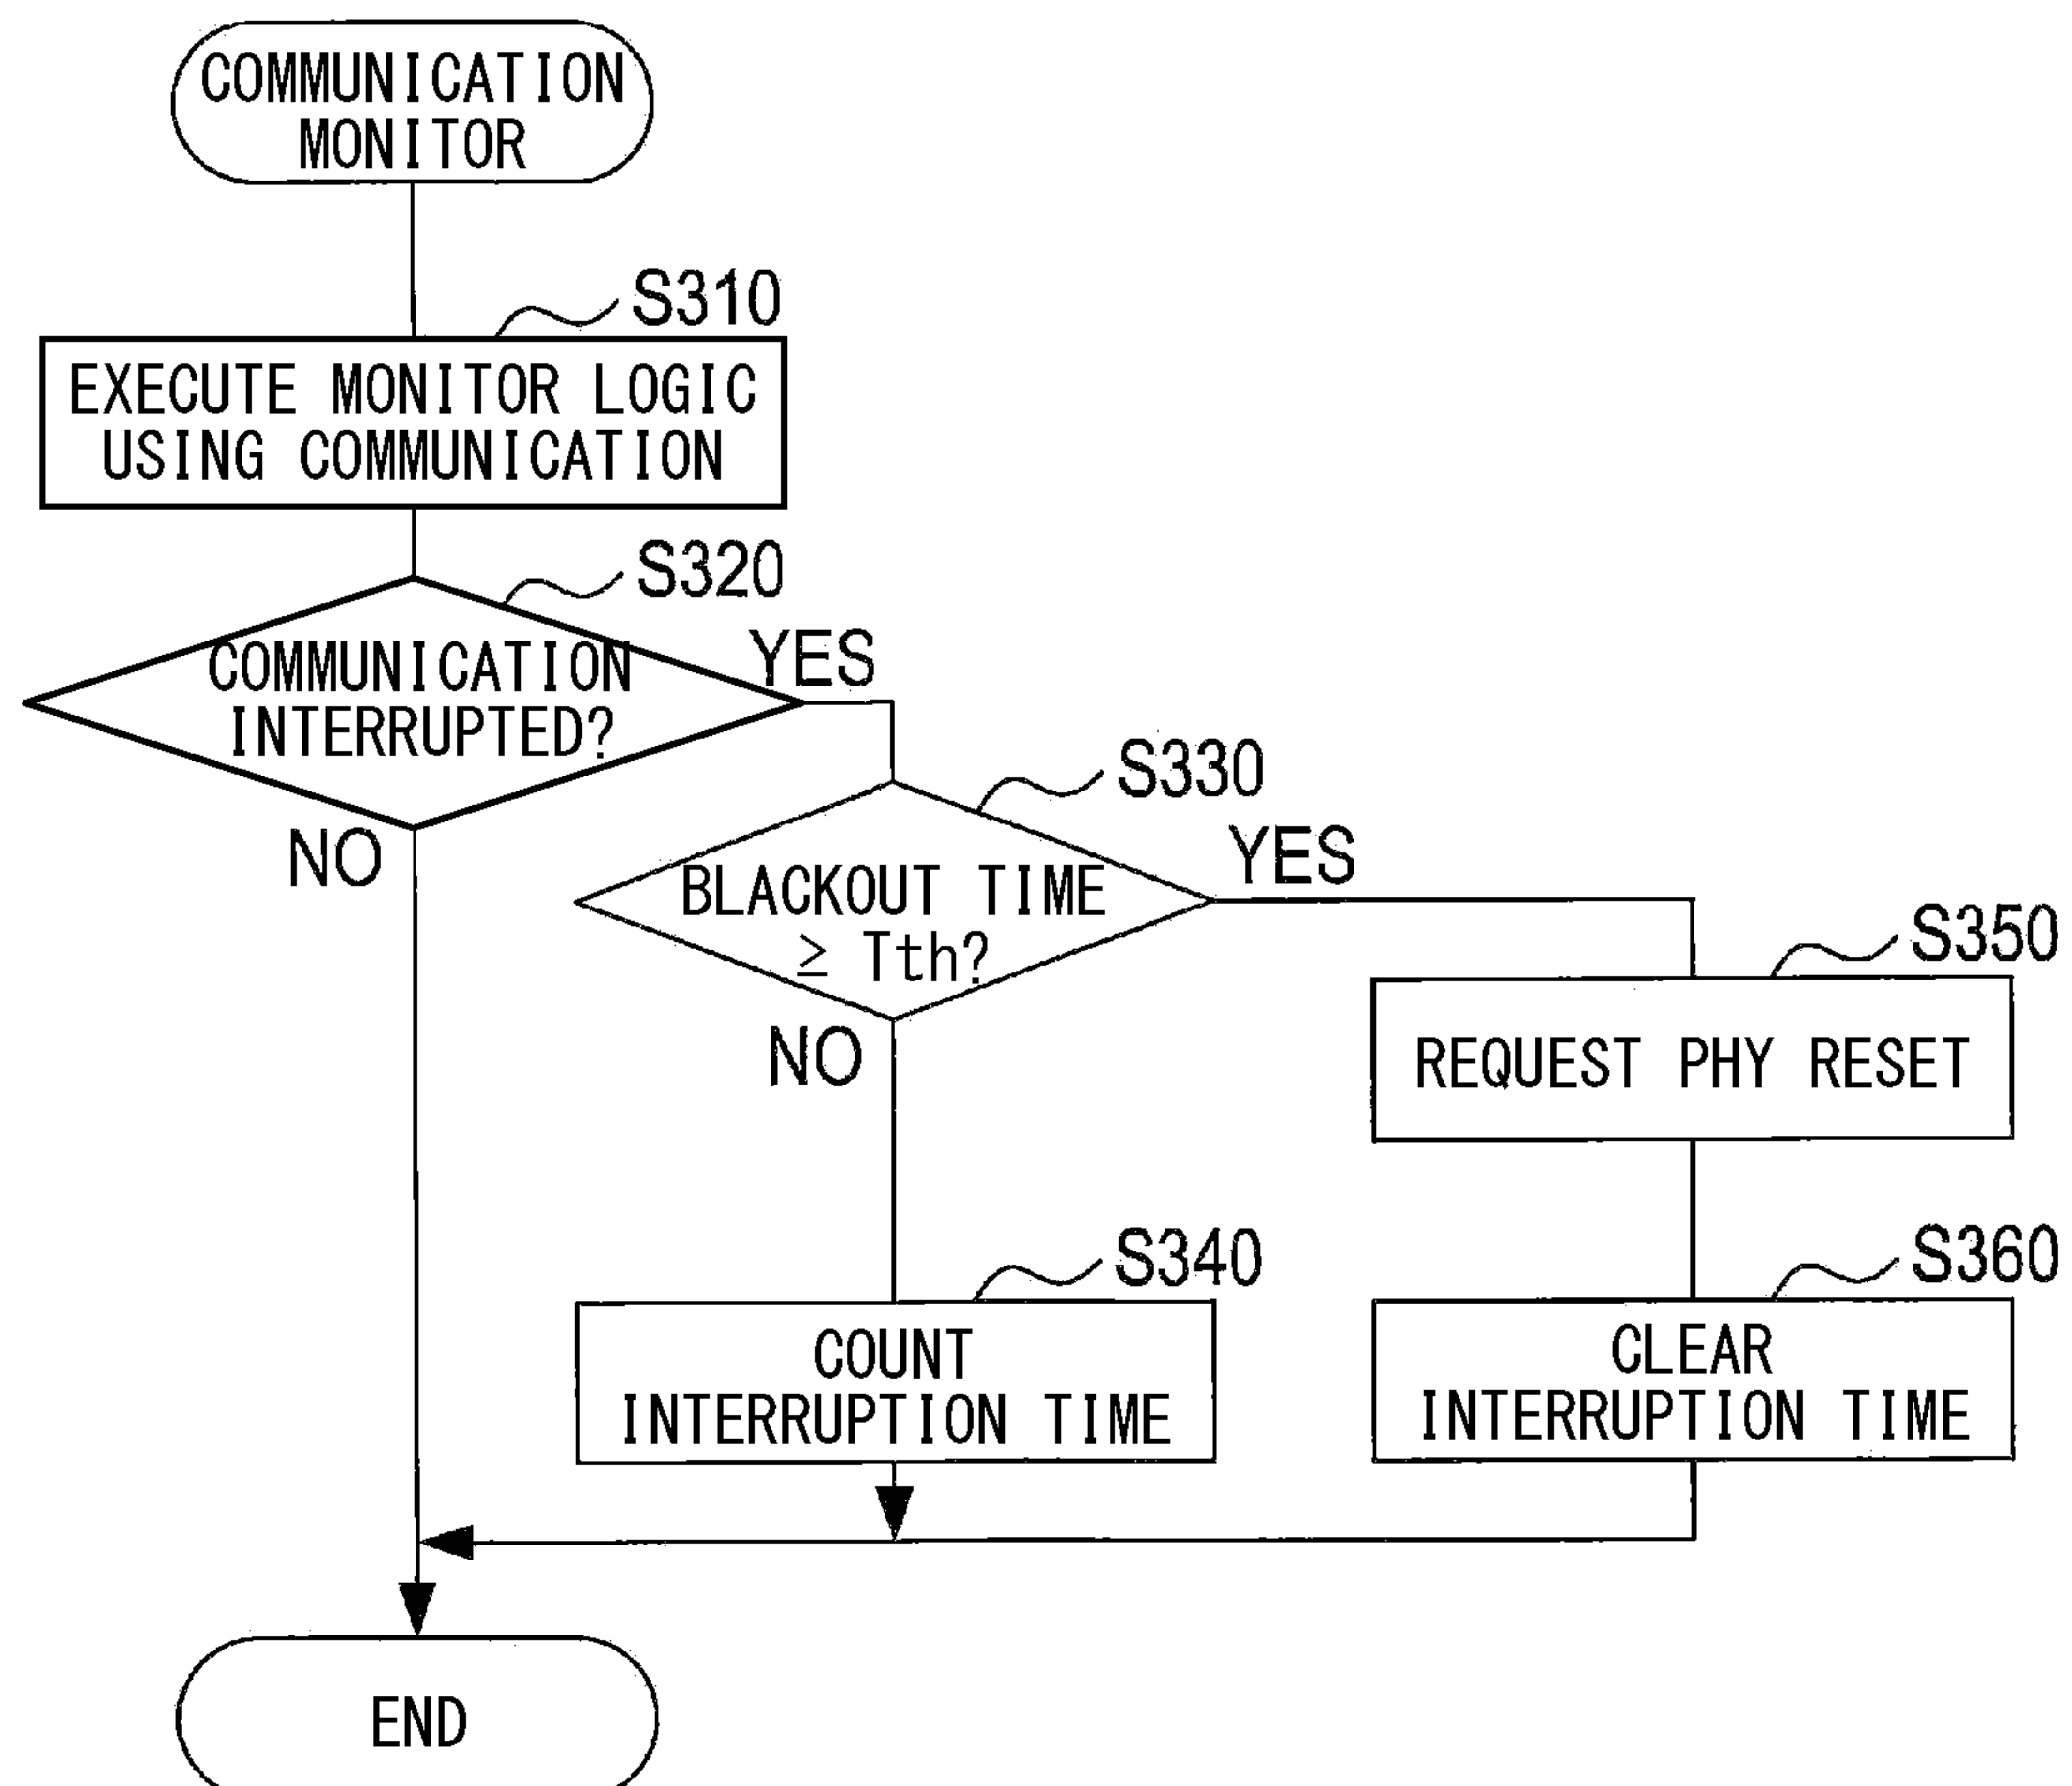 COMMUNICATION
MONITOR
S310
EXECUTE MONITOR LOGIC
USING COMMUNICATION
S320
COMMUNICATION
INTERRUPTED?
YES
NO
S330
BLACKOUT TIME
≥ Tth?
YES
NO
S350
REQUEST PHY RESET
S340
COUNT
INTERRUPTION TIME
S360
CLEAR
INTERRUPTION TIME
END